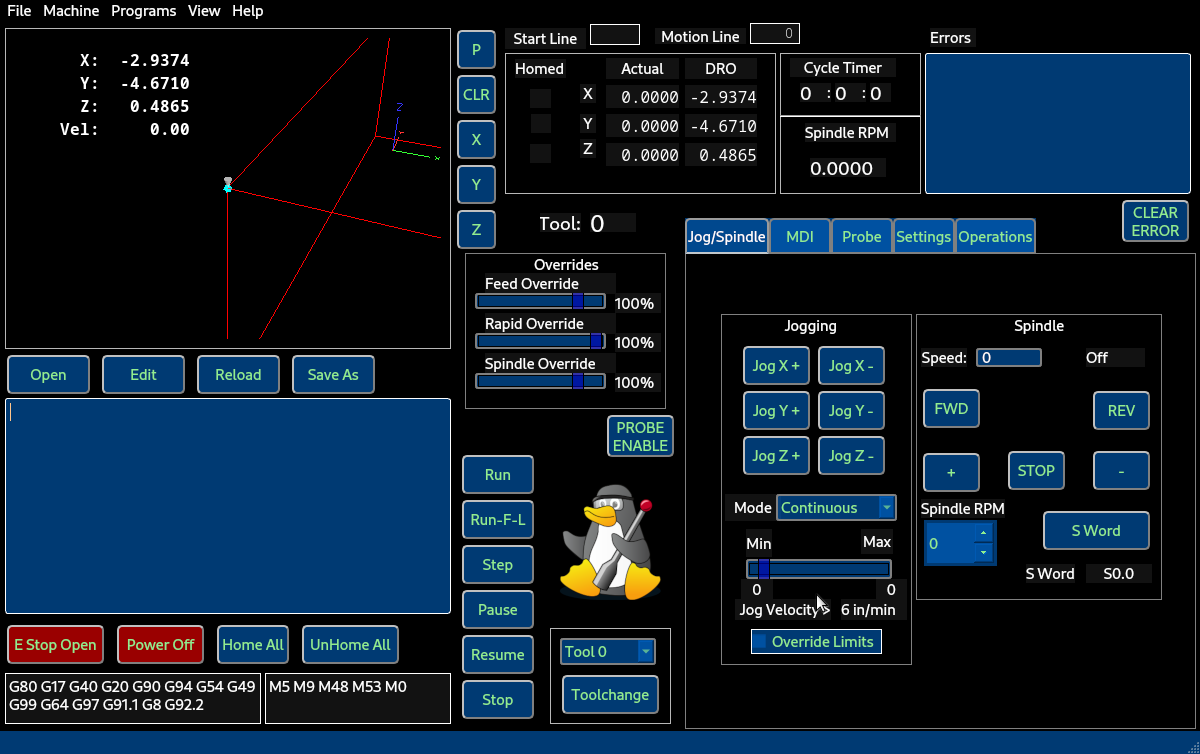 File Machine Programs View Help
X: -2.9374
Y: -4.6710
Z: 0.4865
Vel: 0.00
Z
P
CLR
X
Y
Z
Start Line
Motion Line 0
Homed Actual DRO
X 0.0000 -2.9374
Y 0.0000 -4.6710
Z 0.0000 0.4865
Cycle Timer
0 :0 :0
Spindle RPM
0.0000
Errors
CLEAR
ERROR
Tool: 0
Overrides
Feed Override
100%
Rapid Override
100%
Spindle Override
100%
PROBE
ENABLE
Open Edit Reload Save As
Run
Run-F-L
Step
Pause
Resume
Stop
Tool 0
Toolchange
E Stop Open Power Off Home All UnHome All
G80 G17 G40 G20 G90 G94 G54 G49
G99 G64 G97 G91.1 G8 G92.2
M5 M9 M48 M53 M0
Jog/Spindle MDI Probe Settings Operations
Jogging
Jog X + Jog X -
Jog Y + Jog Y -
Jog Z + Jog Z -
Mode Continuous
Min Max
0 0
Jog Velocity> 6 in/min
Override Limits
Spindle
Speed: 0 Off
FWD REV
+ STOP -
Spindle RPM
0
S Word
S Word S0.0